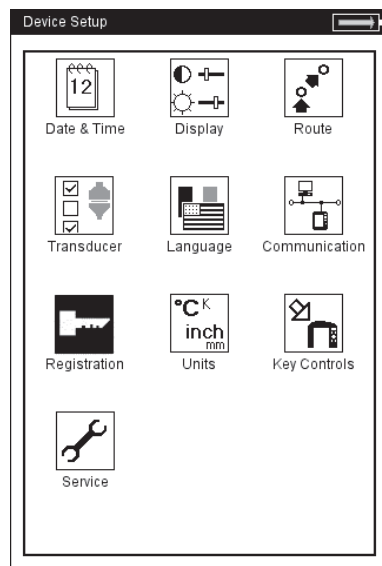 Device Setup
12
Date & Time
Display
Route
Transducer
Language
Communication
Registration
°C K
inch
mm
Units
Key Controls
Service